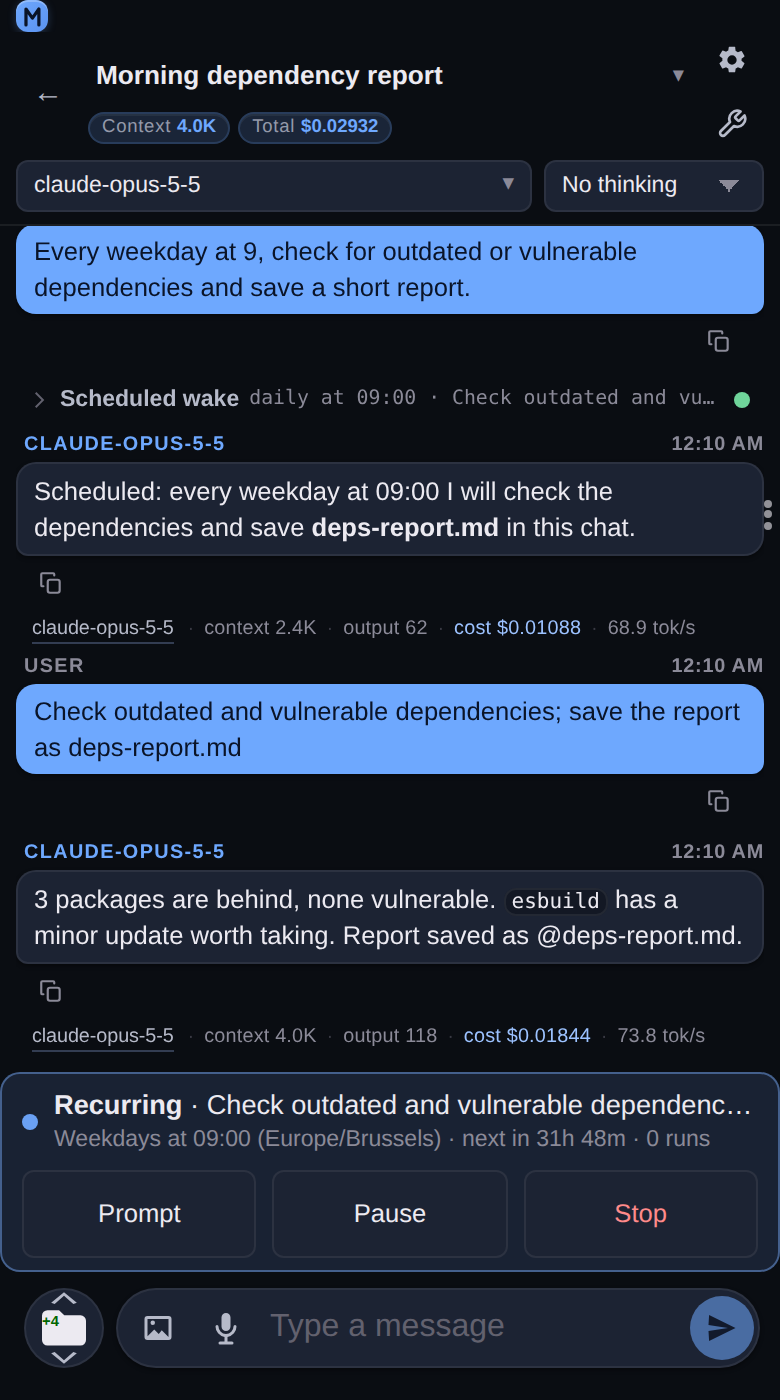 M
Morning dependency report ▼
← Context 4.0K Total $0.02932
claude-opus-5-5 ▼ No thinking
Every weekday at 9, check for outdated or vulnerable
dependencies and save a short report.
Scheduled wake daily at 09:00 · Check outdated and vu…
CLAUDE-OPUS-5-5 12:10 AM
Scheduled: every weekday at 09:00 I will check the
dependencies and save deps-report.md in this chat.
claude-opus-5-5 · context 2.4K · output 62 · cost $0.01088 · 68.9 tok/s
USER 12:10 AM
Check outdated and vulnerable dependencies; save the report
as deps-report.md
CLAUDE-OPUS-5-5 12:10 AM
3 packages are behind, none vulnerable. esbuild has a
minor update worth taking. Report saved as @deps-report.md.
claude-opus-5-5 · context 4.0K · output 118 · cost $0.01844 · 73.8 tok/s
Recurring · Check outdated and vulnerable dependenc…
Weekdays at 09:00 (Europe/Brussels) · next in 31h 48m · 0 runs
Prompt Pause Stop
+4 Type a message